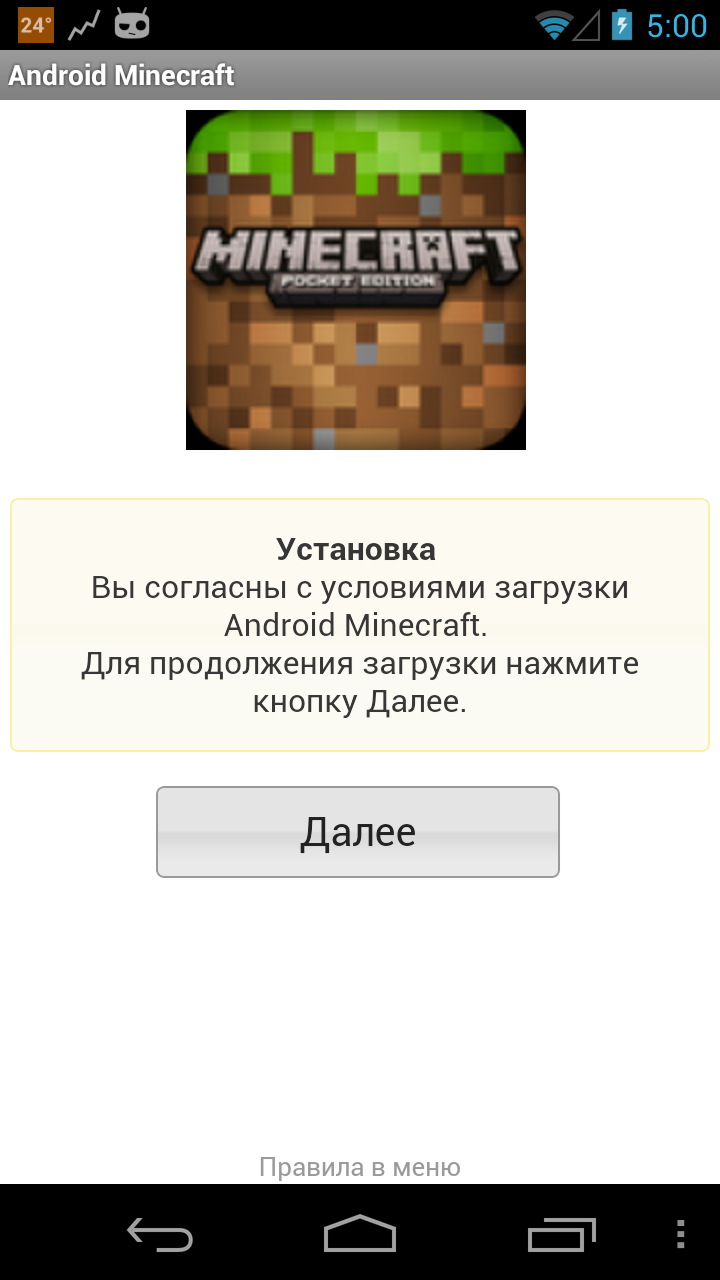 24°
5:00
Android Minecraft
MINECRAFT
POCKET EDITION
Установка
Вы согласны с условиями загрузки
Android Minecraft.
Для продолжения загрузки нажмите
кнопку Далее.
Далее
Правила в меню